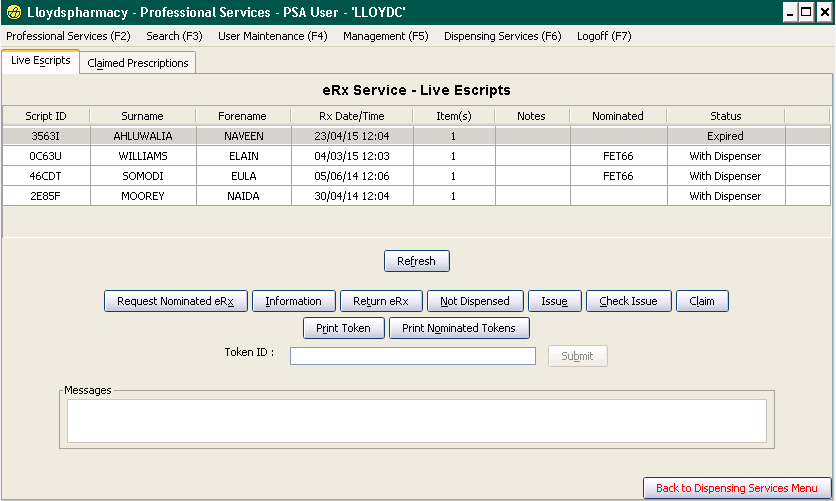 Lloydspharmacy - Professional Services - PSA User - 'LLOYDC'
Professional Services (F2) Search (F3) User Maintenance (F4) Management (F5) Dispensing Services (F6) Logoff (F7)
Live Escripts Claimed Prescriptions
eRx Service - Live Escripts
Script ID Surname Forename Rx Date/Time Item(s) Notes Nominated Status
3563I AHLUWALIA NAVEEN 23/04/15 12:04 1 Expired
0C63U WILLIAMS ELAIN 04/03/15 12:03 1 FET66 With Dispenser
46CDT SOMODI EULA 05/06/14 12:06 1 FET66 With Dispenser
2E85F MOOREY NAIDA 30/04/14 12:04 1 With Dispenser
Refresh
Request Nominated eRx Information Return eRx Not Dispensed Issue Check Issue Claim
Print Token Print Nominated Tokens
Token ID : Submit
Messages
Back to Dispensing Services Menu